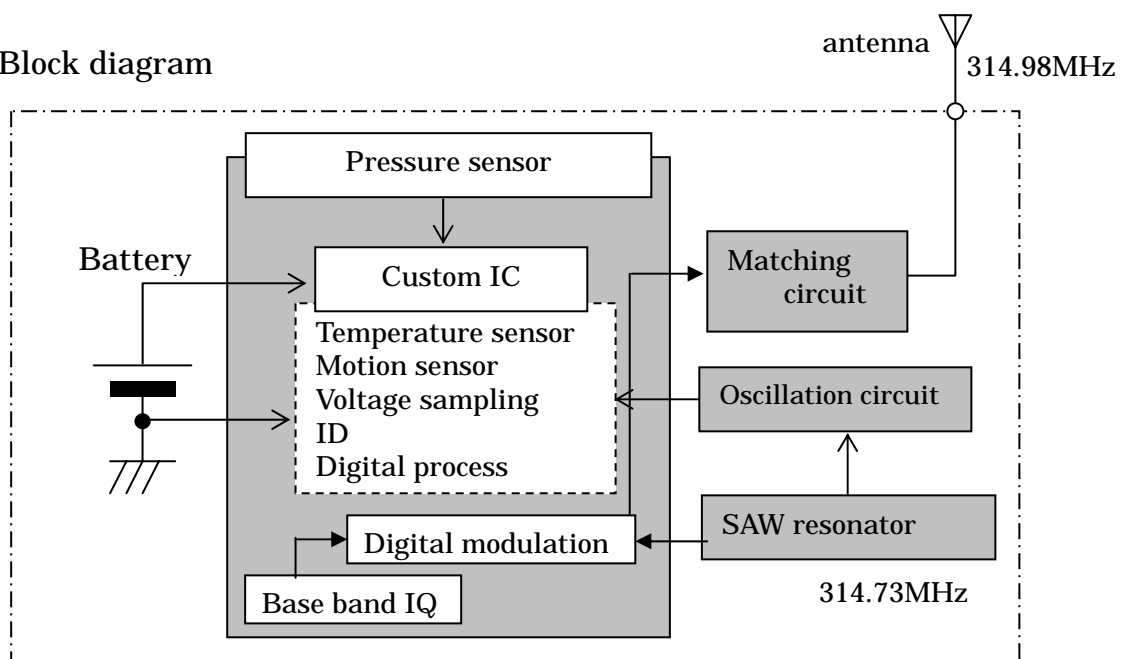 antenna
314.98MHz
Block diagram
Pressure sensor
Battery
Custom IC
Matching
circuit
Temperature sensor
Motion sensor
Voltage sampling
ID
Digital process
Oscillation circuit
SAW resonator
Digital modulation
314.73MHz
Base band IQ